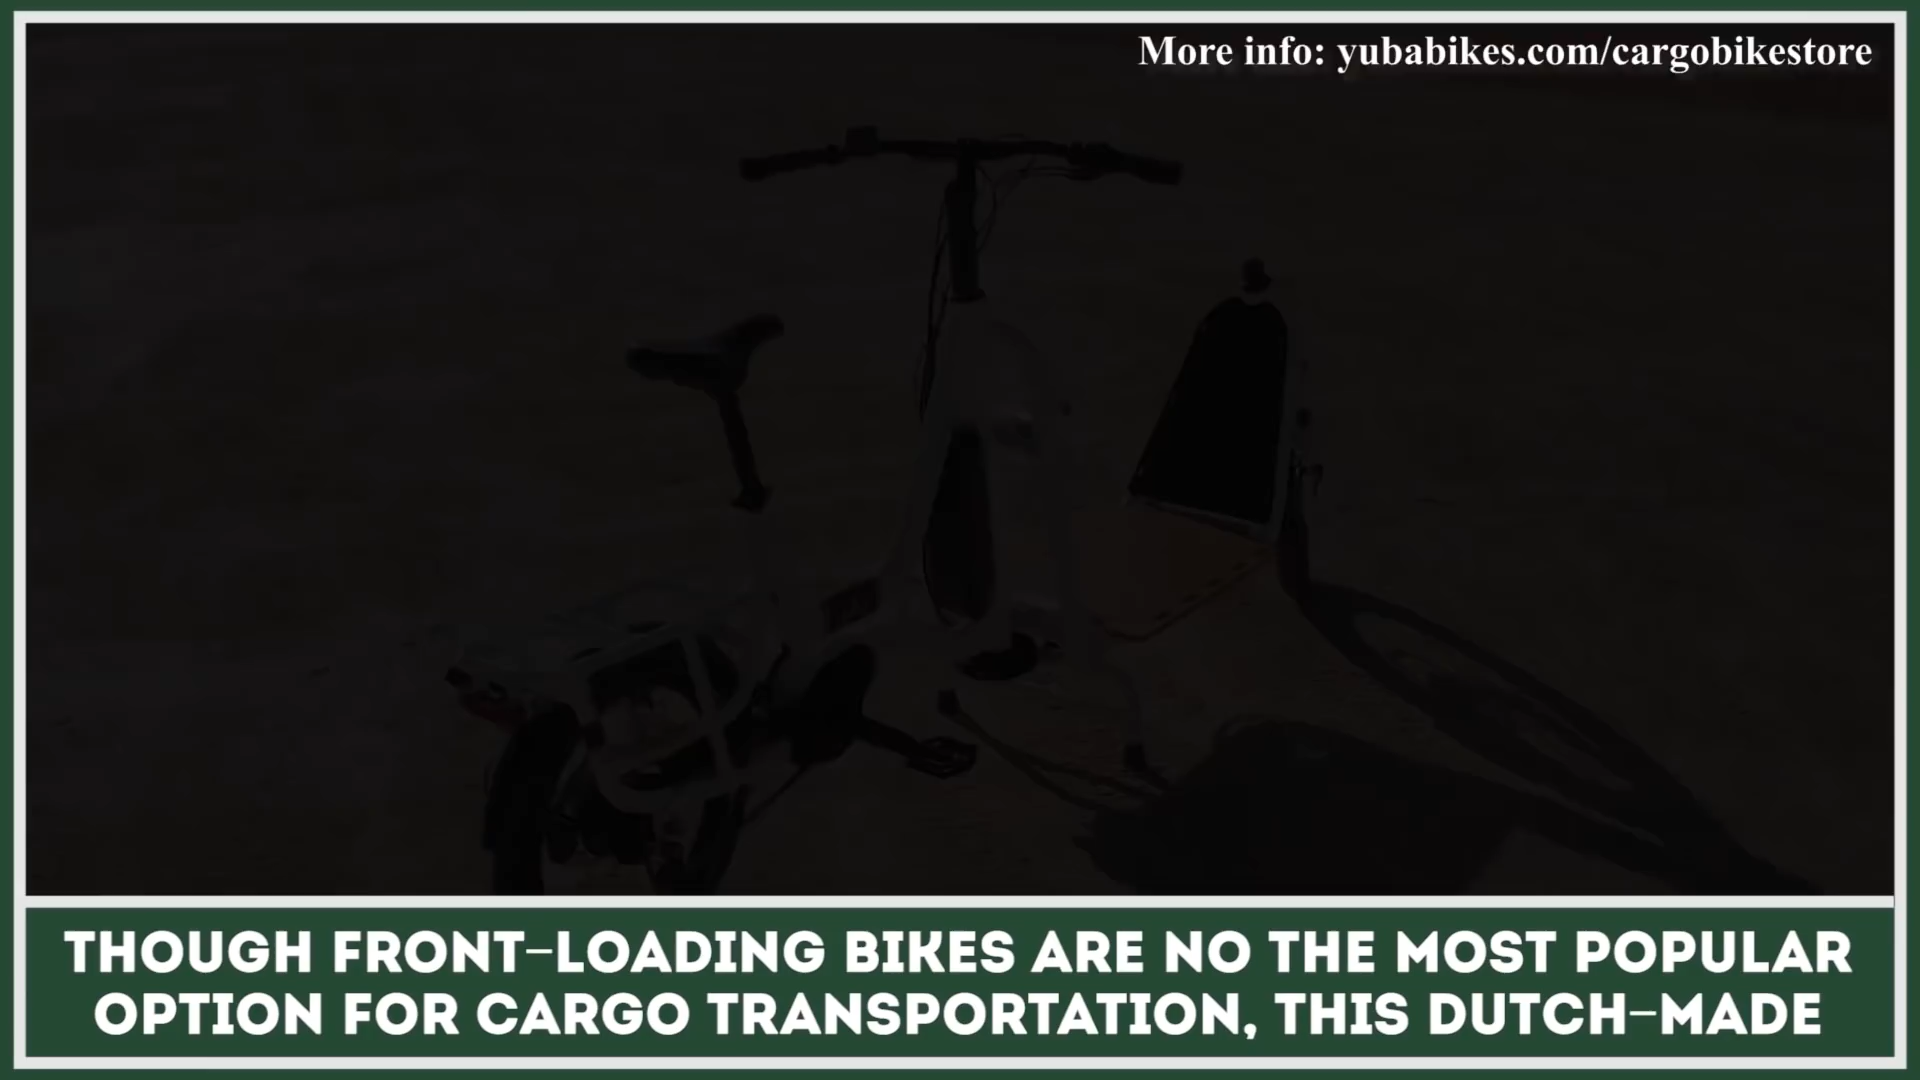 More info: yubabikes.com/cargobikestore
THOUGH FRONT-LOADING BIKES ARE NO THE MOST POPULAR
OPTION FOR CARGO TRANSPORTATION, THIS DUTCH-MADE